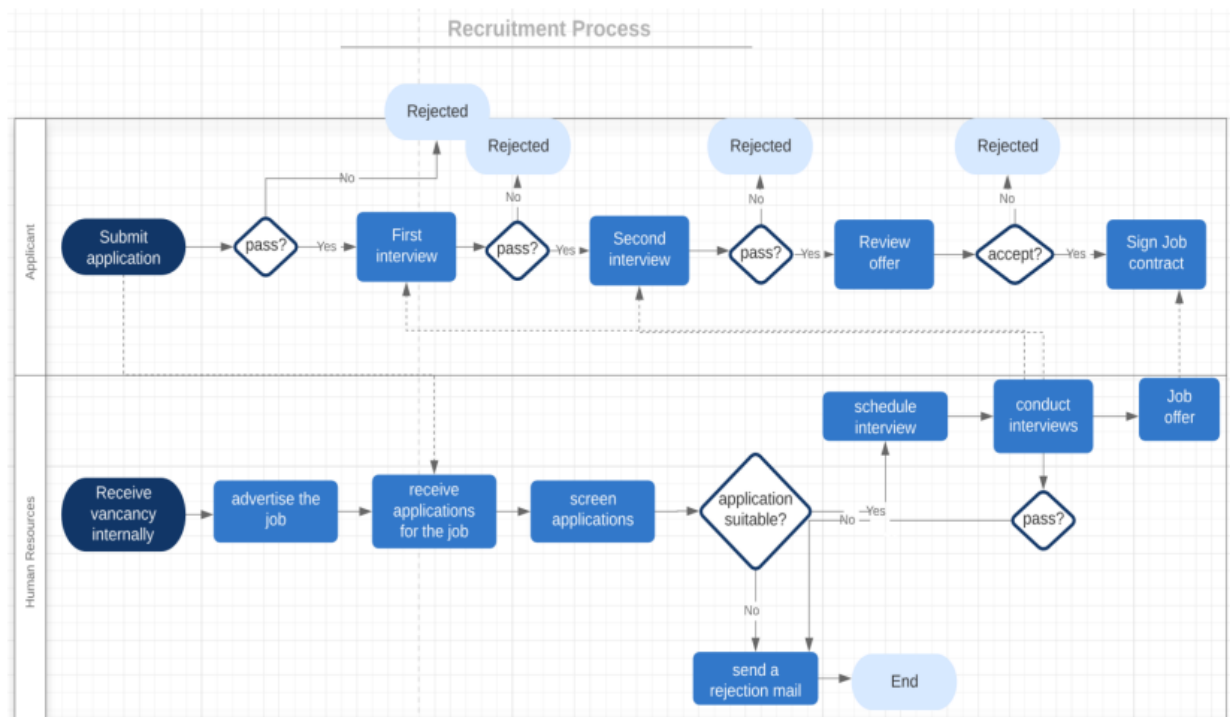 Recruitment Process
Rejected
Rejected
Rejected
Rejected
No
No
No
No
Applicant
Submit
application
pass?
Yes
First
interview
pass?
Yes
Second
interview
pass?
Yes
Review
offer
accept?
Yes
Sign Job
contract
Human Resources
schedule
interview
conduct
interviews
Job
offer
Receive
vancancy
internally
advertise the
job
receive
applications
for the job
screen
applications
application
suitable?
Yes
No
pass?
No
send a
rejection mail
End